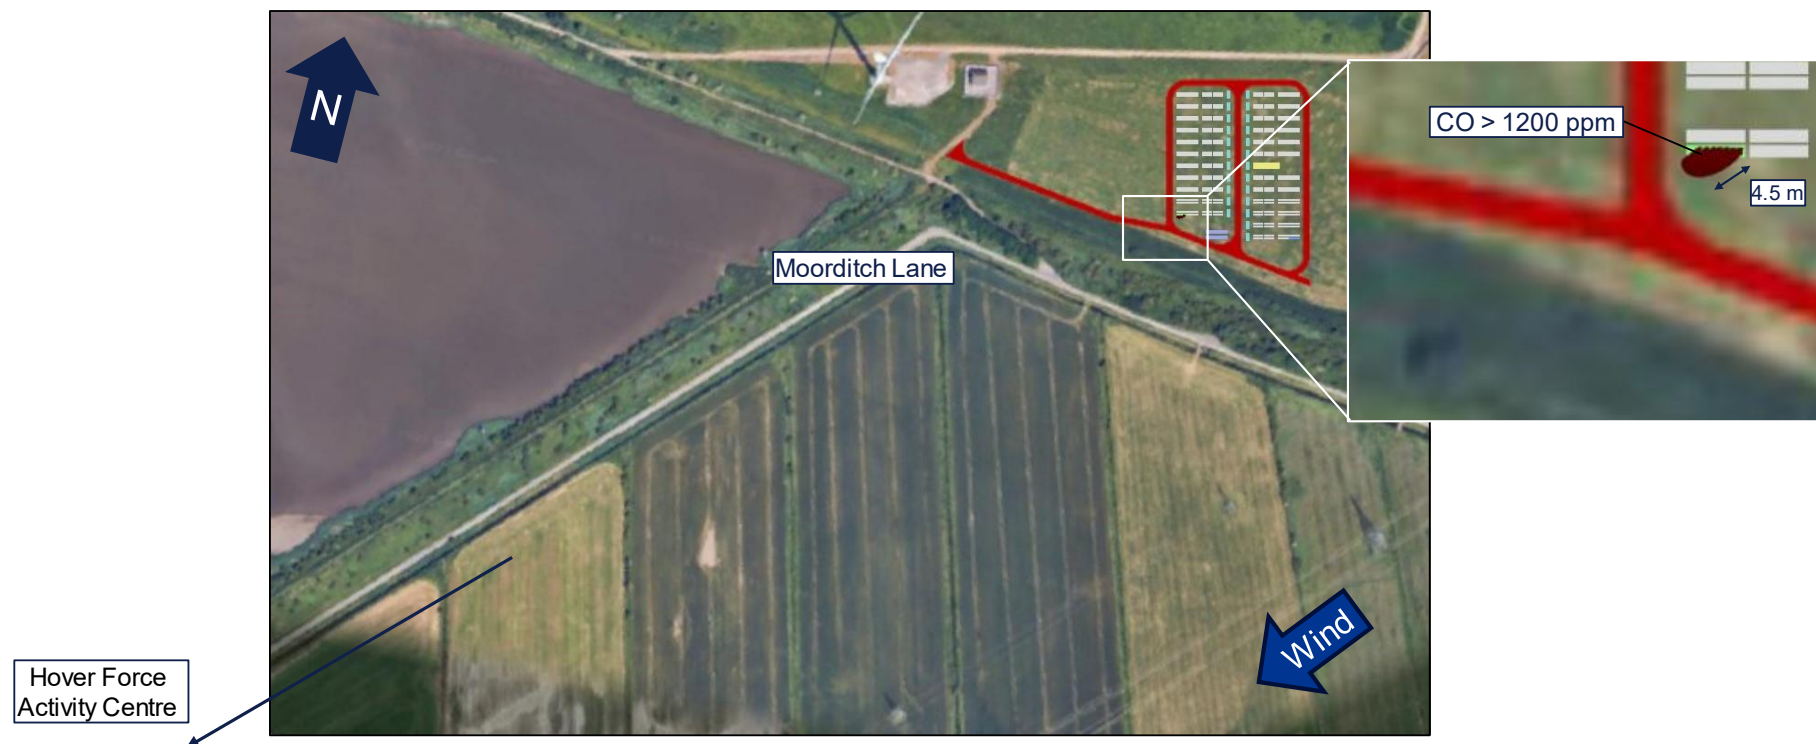 N
CO > 1200 ppm
4.5 m
Moorditch Lane
Wind
Hover Force
Activity Centre